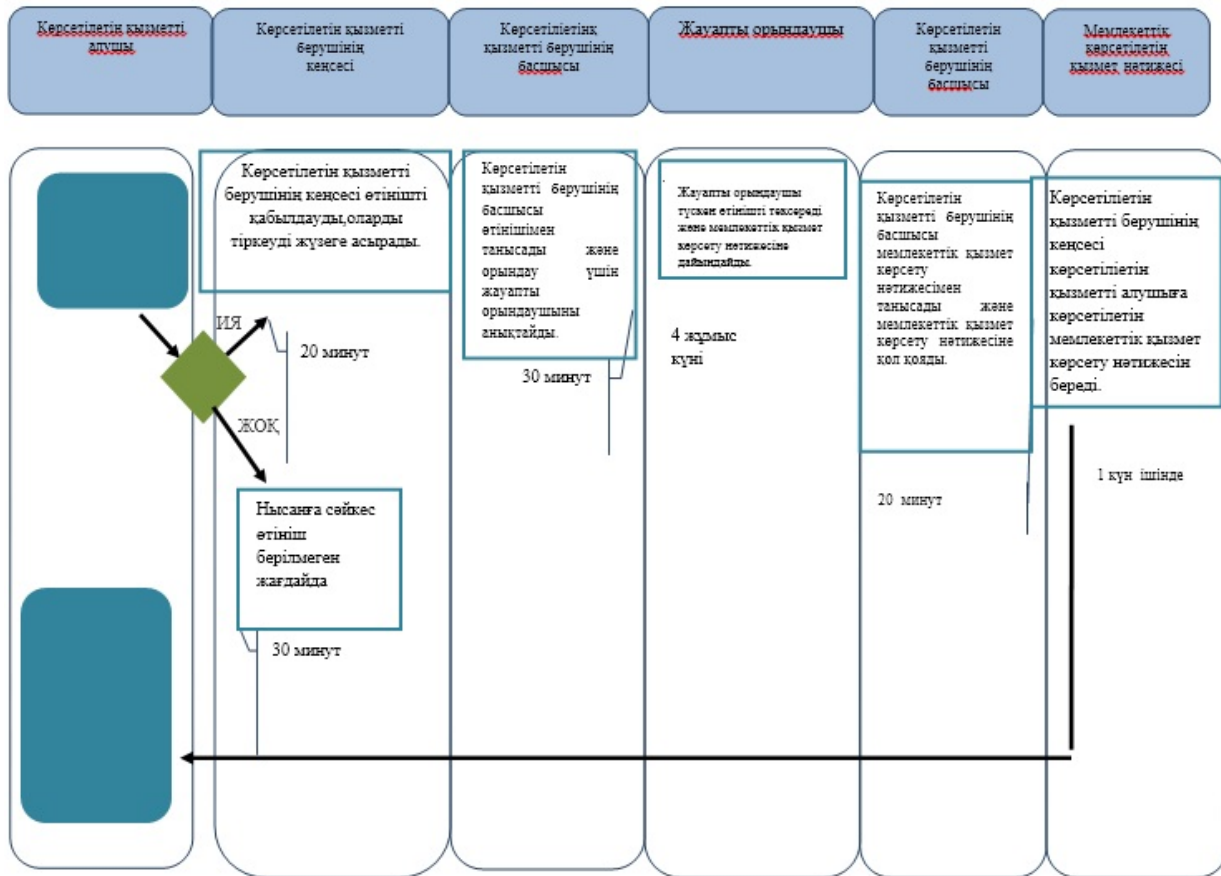 Көрсетілетін қызметті
алушы
Көрсетілетін қызметті
берушінің
кеңсесі
Көрсетіліетінқ
қызметті берушінің
басшысы
Жауапты орындаушы
Көрсетілетін
қызметті
берушінің
басшысы
Мемлекеттік
көрсетілетін
қызмет нәтижесі
Көрсетілетін қызметті
берушінің кеңсесі өтінішті
қабылдауды,оларды
тіркеуді жүзеге асырады.
ИЯ
20 минут
ЖОҚ
Нысанға сәйкес
өтініш
берілмеген
жағдайда
30 минут
Көрсетілетін
қызметті берушінің
басшысы
өтінішімен
танысады және
орындау үшін
жауапты
орындаушыны
анықтайды.
30 минут
Жауапты орындаушы
түскен өтінішті тексереді
және мемлекеттік қызмет
көрсету нәтижесіне
дайындайды.
4 жұмыс
күні
Көрсетілетін
қызметті берушінің
басшысы
мемлекеттік қызмет
көрсету
нәтижесімен
танысады және
мемлекеттік қызмет
көрсету нәтижесіне
қол қояды.
20 минут
Көрсетіліетін
қызметті берушінің
кеңсесі
көрсетіліетін
қызметті алушыға
көрсетілетін
мемлекеттік қызмет
көрсету нәтижесін
береді.
1 күн ішінде